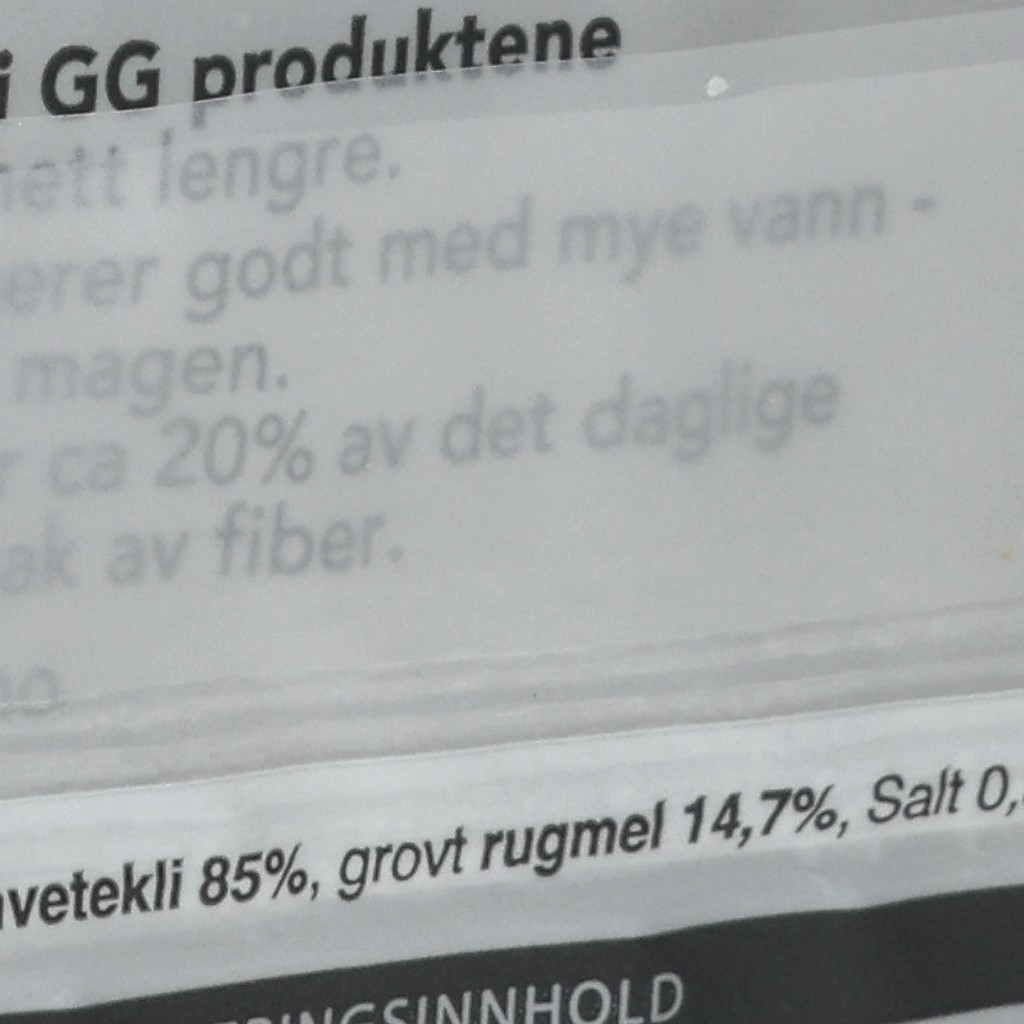 i GG produktene
lengre.
godt med mye vann -
magen.
ca 20% av det daglige
av fiber.
85%, grovt rugmel 14,7%, Salt 0,